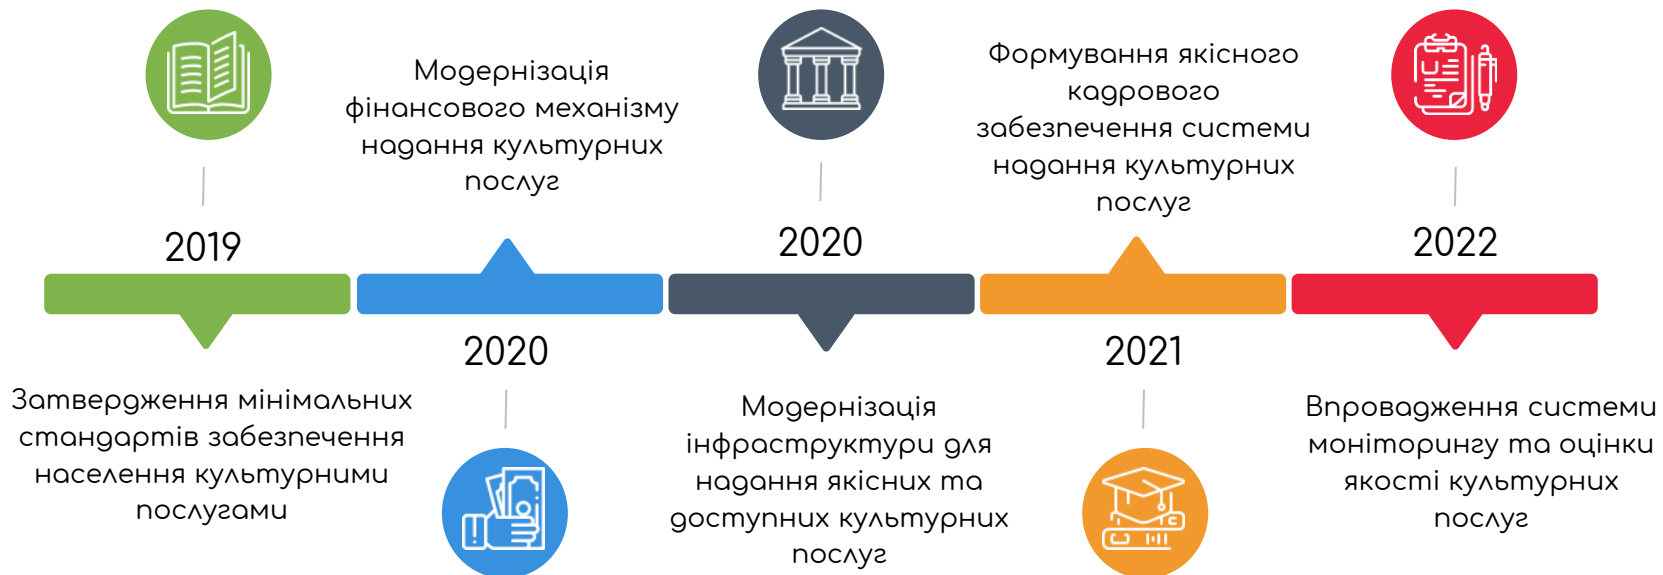 2019
Затвердження мінімальних
стандартів забезпечення
населення культурними
послугами
Модернізація
фінансового механізму
надання культурних
послуг
2020
2020
Модернізація
інфраструктури для
надання якісних та
доступних культурних
послуг
Формування якісного
кадрового
забезпечення системи
надання культурних
послуг
2021
2022
Впровадження системи
моніторингу та оцінки
якості культурних
послуг